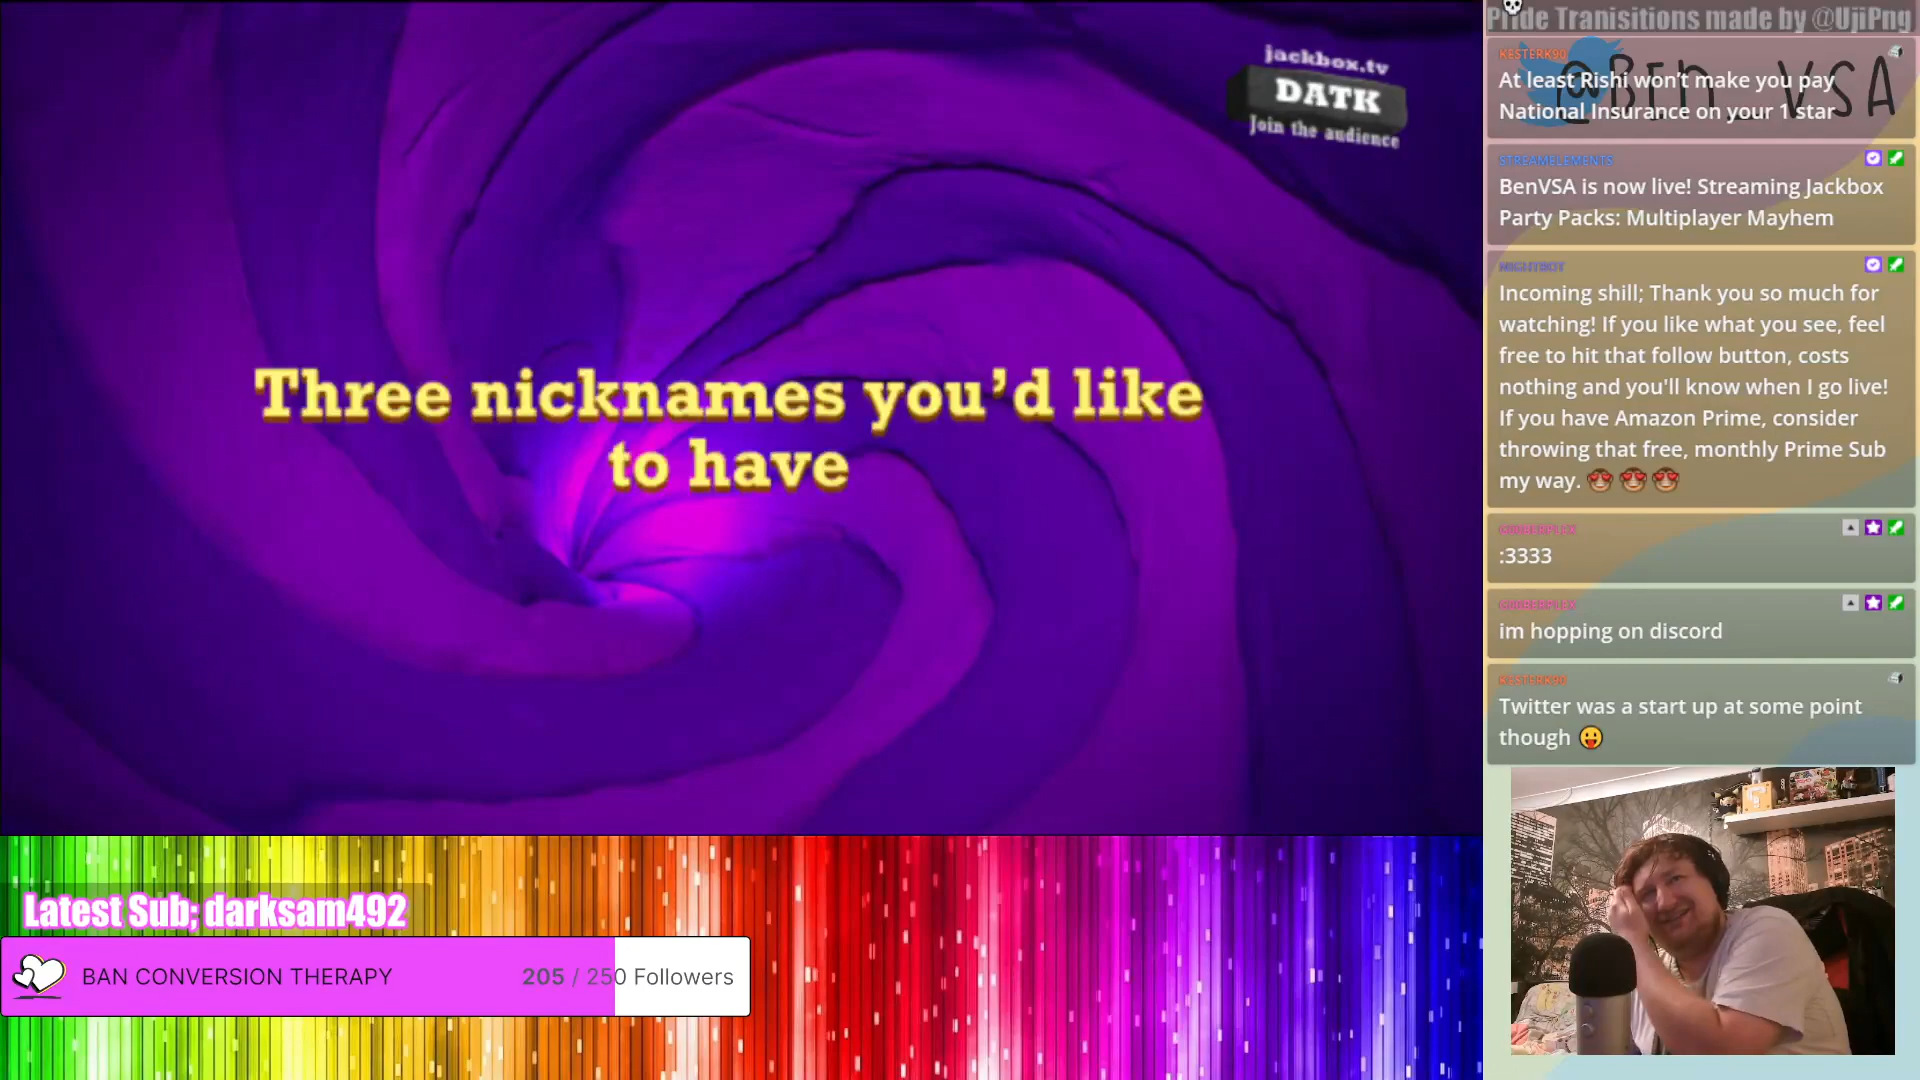 jackbox.tv
DATK
Join the audience
Three nicknames you'd like
to have
Latest Sub; darksam492
BAN CONVERSION THERAPY
205 / 250 Followers
Pride Tranisitions made by @UjiPng
@BEn_VSA
KESTERK90
At least Rishi won't make you pay
National Insurance on your 1 star
STREAMELEMENTS
BenVSA is now live! Streaming Jackbox
Party Packs: Multiplayer Mayhem
NIGHTBOT
Incoming shill; Thank you so much for
watching! If you like what you see, feel
free to hit that follow button, costs
nothing and you'll know when I go live!
If you have Amazon Prime, consider
throwing that free, monthly Prime Sub
my way.
:3333
im hopping on discord
KESTERK90
Twitter was a start up at some point
though